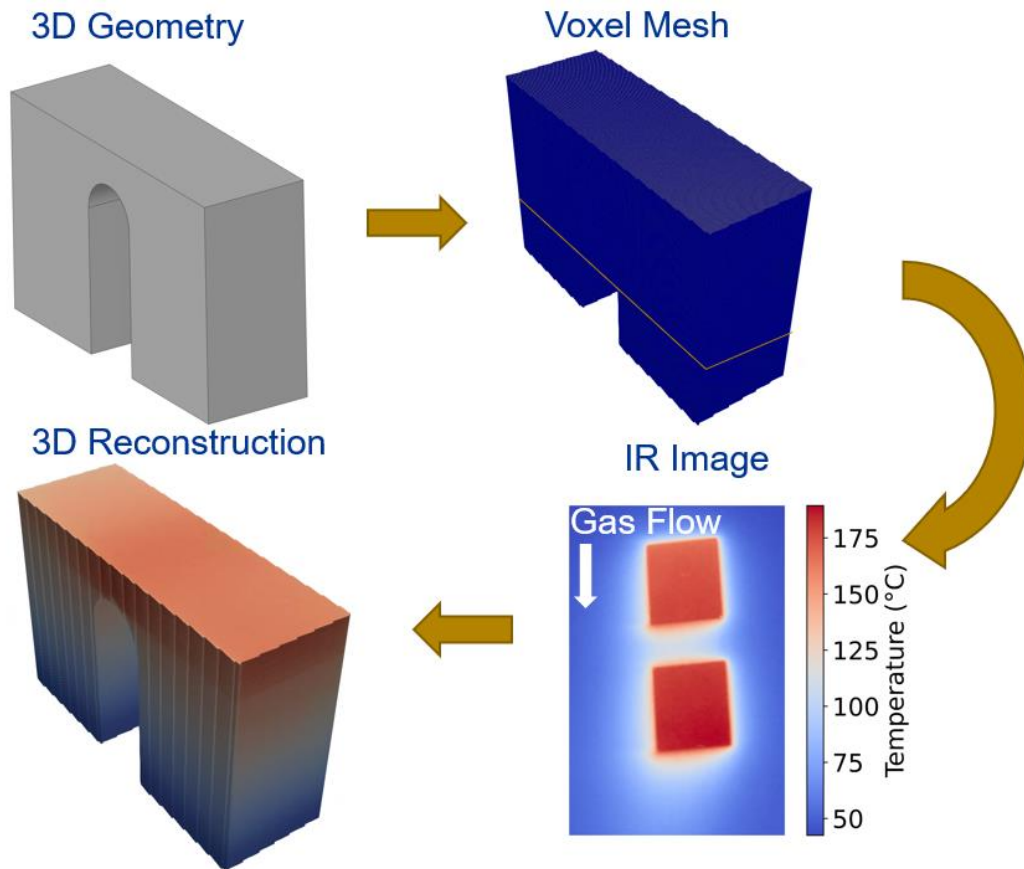 3D Geometry
Voxel Mesh
3D Reconstruction
IR Image
Gas Flow
175
150
125
100
75
50
Temperature (°C)